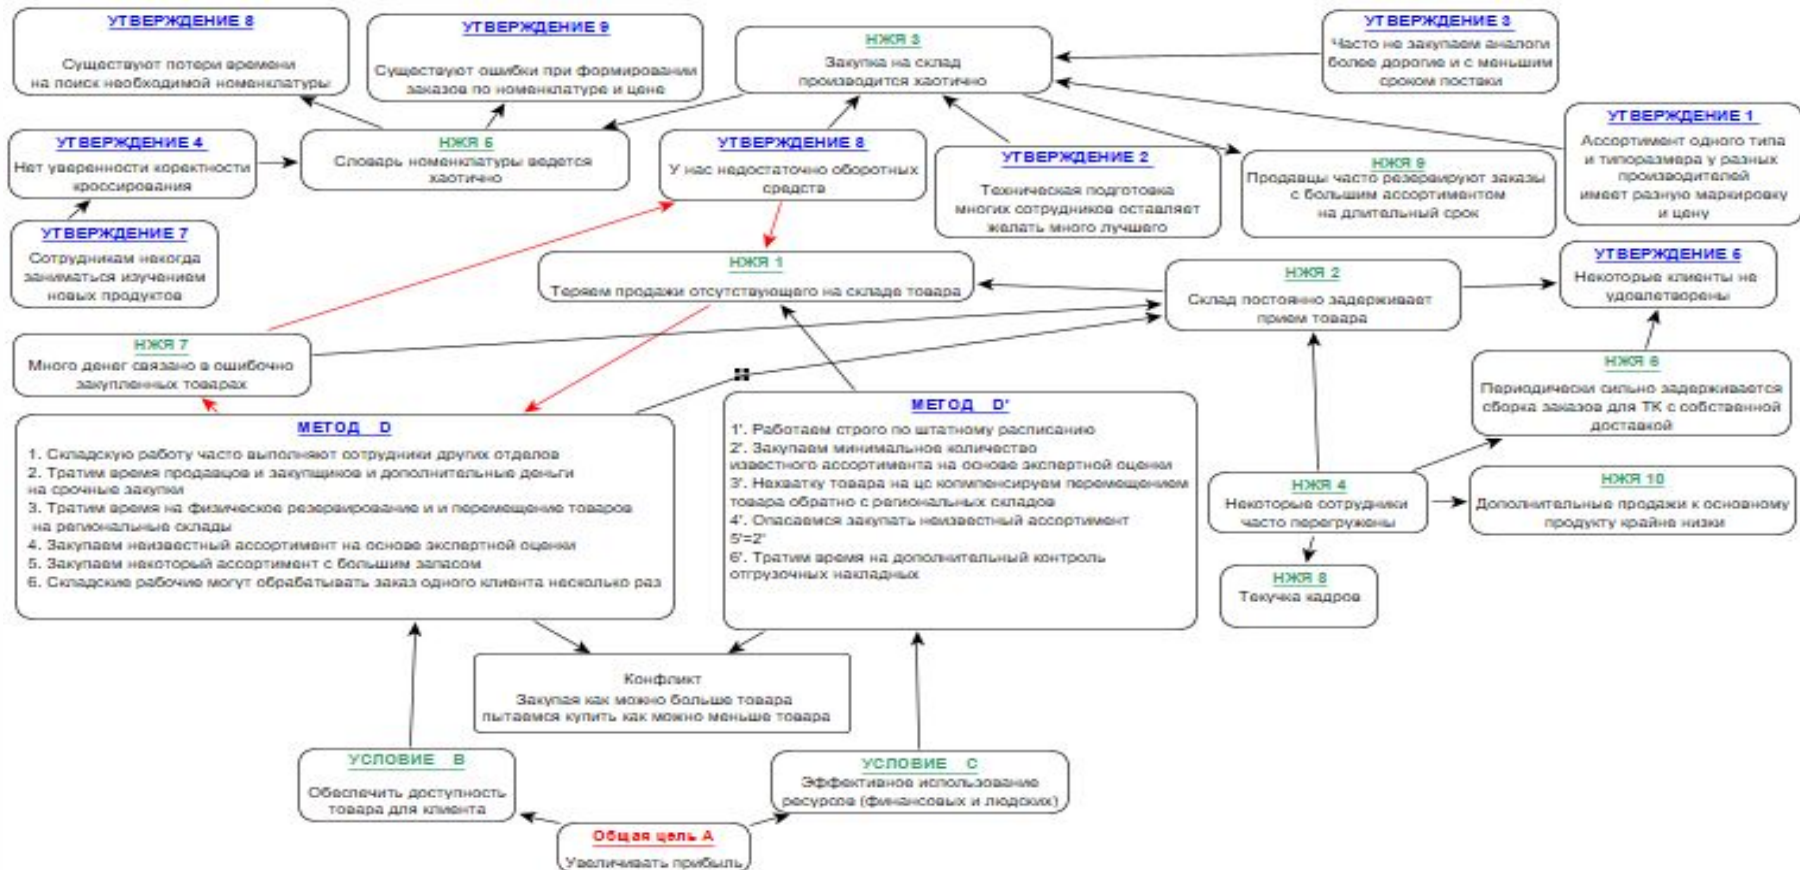 УТВЕРЖДЕНИЕ 8
Существуют потери времени
на поиск необходимой номенклатуры
УТВЕРЖДЕНИЕ 9
Существуют ошибки при формировании
заказов по номенклатуре и цене
НЖЯ 3
Закупка на склад
производится хаотично
УТВЕРЖДЕНИЕ 3
Часто не закупаем аналоги
более дорогие и с меньшим
сроком поствки
УТВЕРЖДЕНИЕ 4
Нет уверенности коректности
кроссирования
НЖЯ 5
Словарь номенклатуры ведется
хаотично
УТВЕРЖДЕНИЕ 8
У нас недостаточно оборотных
средств
УТВЕРЖДЕНИЕ 2
Техническая подготовка
многих сотрудников оставляет
желать много лучшего
НЖЯ 9
Продавцы часто резервируют заказы
с большим ассортиментом
на длительный срок
УТВЕРЖДЕНИЕ 1
Ассортимент одного типа
и типоразмера у разных
производителей
имеет разную маркировку
и цену
УТВЕРЖДЕНИЕ 7
Сотрудникам некогда
заниматься изучением
новых продуктов
НЖЯ 1
Теряем продажи отсутствующего на складе товара
НЖЯ 2
Склад постоянно задерживает
прием товара
УТВЕРЖДЕНИЕ 5
Некоторые клиенты не
удовлетворены
НЖЯ 7
Много денег связано в ошибочно
закупленных товарах
НЖЯ 6
Периодически сильно задерживается
сборка заказов для ТК с собственной
доставкой
МЕТОД D
1. Складскую работу часто выполняют сотрудники других отделов
2. Тратим время продавцов и закупщиков и дополнительные деньги
на срочные закупки
3. Тратим время на физическое резервирование и и перемещение товаров
на региональные склады
4. Закупаем неизвестный ассортимент на основе экспертной оценки
5. Закупаем некоторый ассортимент с большим запасом
6. Складские рабочие могут обрабатывать заказ одного клиента несколько раз
МЕТОД D'
1'. Работаем строго по штатному расписанию
2'. Закупаем минимальное количество
известного ассортимента на основе экспертной оценки
3'. Нехватку товара на цс копмпенсируем перемещением
товара обратно с региональных складов
4'. Опасаемся закупать неизвестный ассортимент
5'=2'
6'. Тратим время на дополнительный контроль
отгрузочных накладных
НЖЯ 4
Некоторые сотрудники
часто перегружены
НЖЯ 10
Дополнительные продажи к основному
продукту крайне низки
НЖЯ 8
Текучка кадров
Конфликт
Закупая как можно больше товара
пытаемся купить как можно меньше товара
УСЛОВИЕ В
Обеспечить доступность
товара для клиента
УСЛОВИЕ С
Эффективное использование
ресурсов (финансовых и людских)
Общая цель А
Увеличивать прибыль